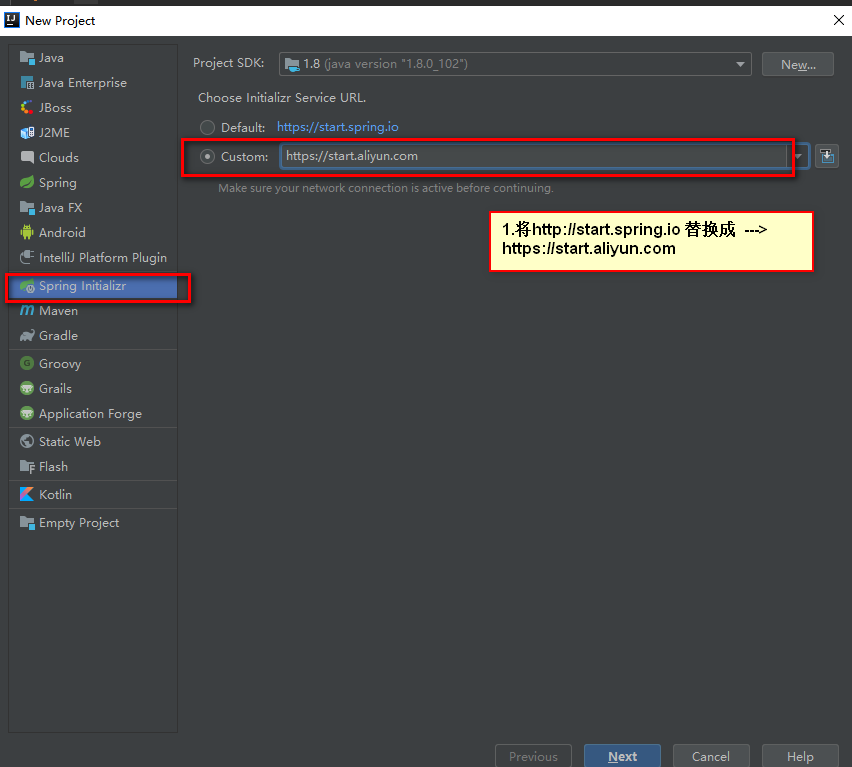 New Project
Java
Java Enterprise
JBoss
J2ME
Clouds
Spring
Java FX
Android
IntelliJ Platform Plugin
Spring Initializr
Maven
Gradle
Groovy
Grails
Application Forge
Static Web
Flash
Kotlin
Empty Project
Project SDK: 1.8 (java version "1.8.0_102") New...
Choose Initializr Service URL.
Default: https://start.spring.io
Custom: https://start.aliyun.com
Make sure your network connection is active before continuing.
1.将http://start.spring.io 替换成 --->
https://start.aliyun.com
Previous Next Cancel Help